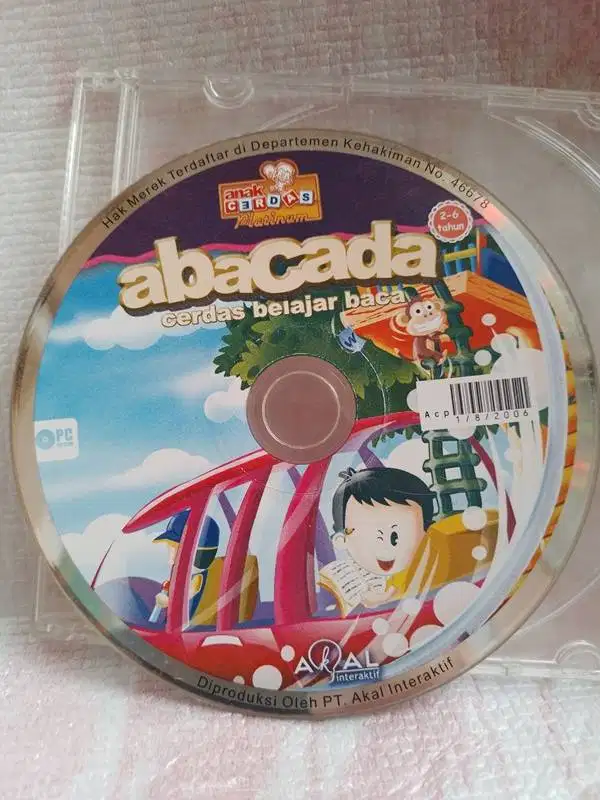 Hak Merek Terdaftar di Departemen Kehakiman No. 46678
anak
CERDAS
Platinum
2-6
tahun
abacada
cerdas belajar baca
W
Acp
1/8/2006
PC
AKAL
interaktif
Diproduksi Oleh PT. Akal Interaktif